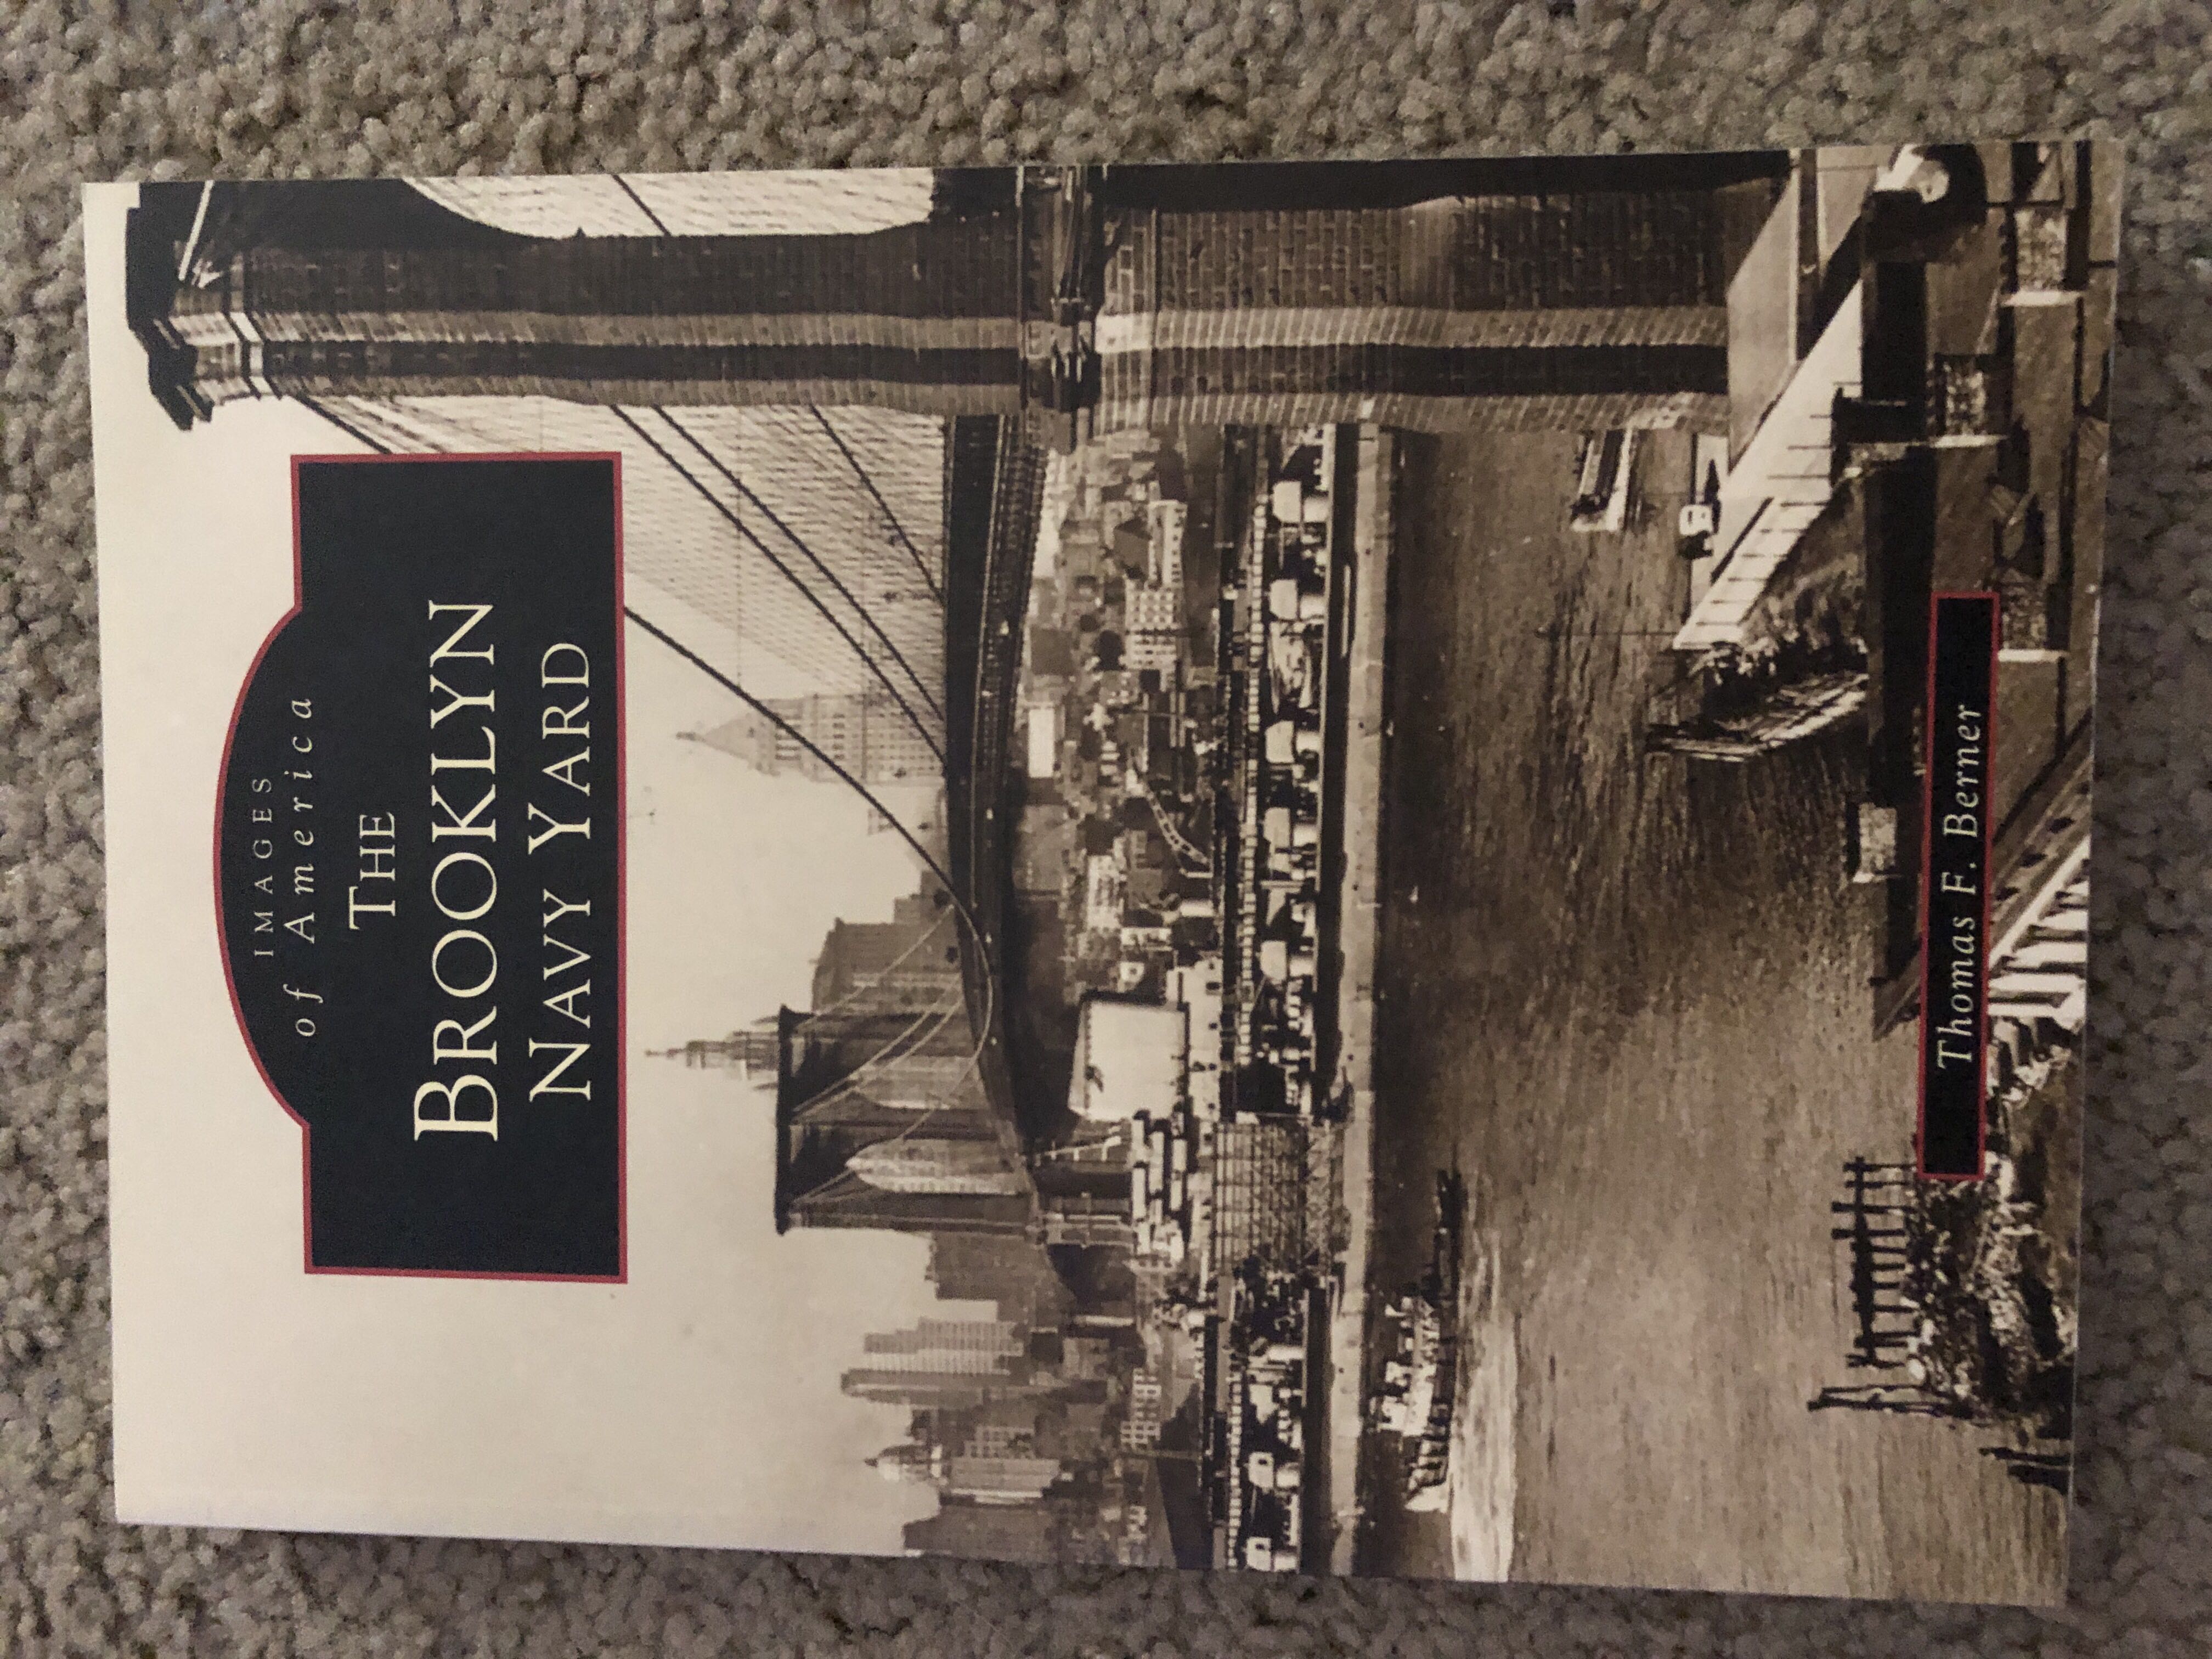 IMAGES
of America
THE
BROOKLYN
NAVY YARD
Thomas F. Berner